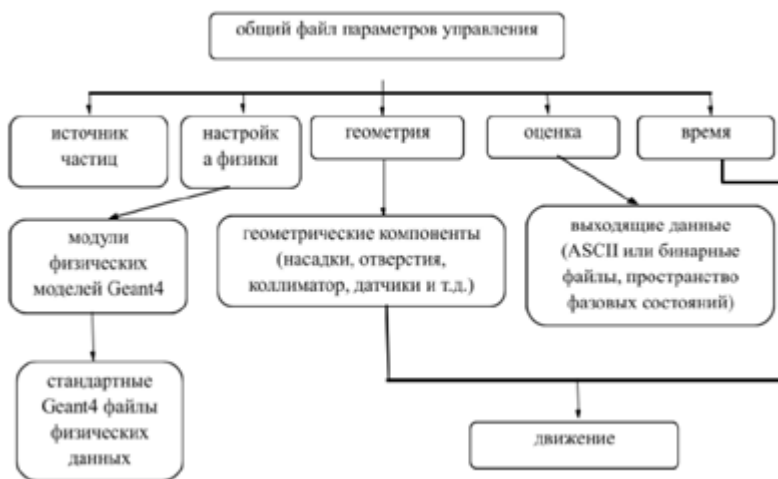 общий файл параметров управления
источник
частиц
настройк
а физики
геометрия
оценка
время
модули
физических
моделей Geant4
геометрические компоненты
(насадки, отверстия,
коллиматор, датчики и т.д.)
выходящие данные
(ASCII или бинарные
файлы, пространство
фазовых состояний)
стандартные
Geant4 файлы
физических
данных
движение